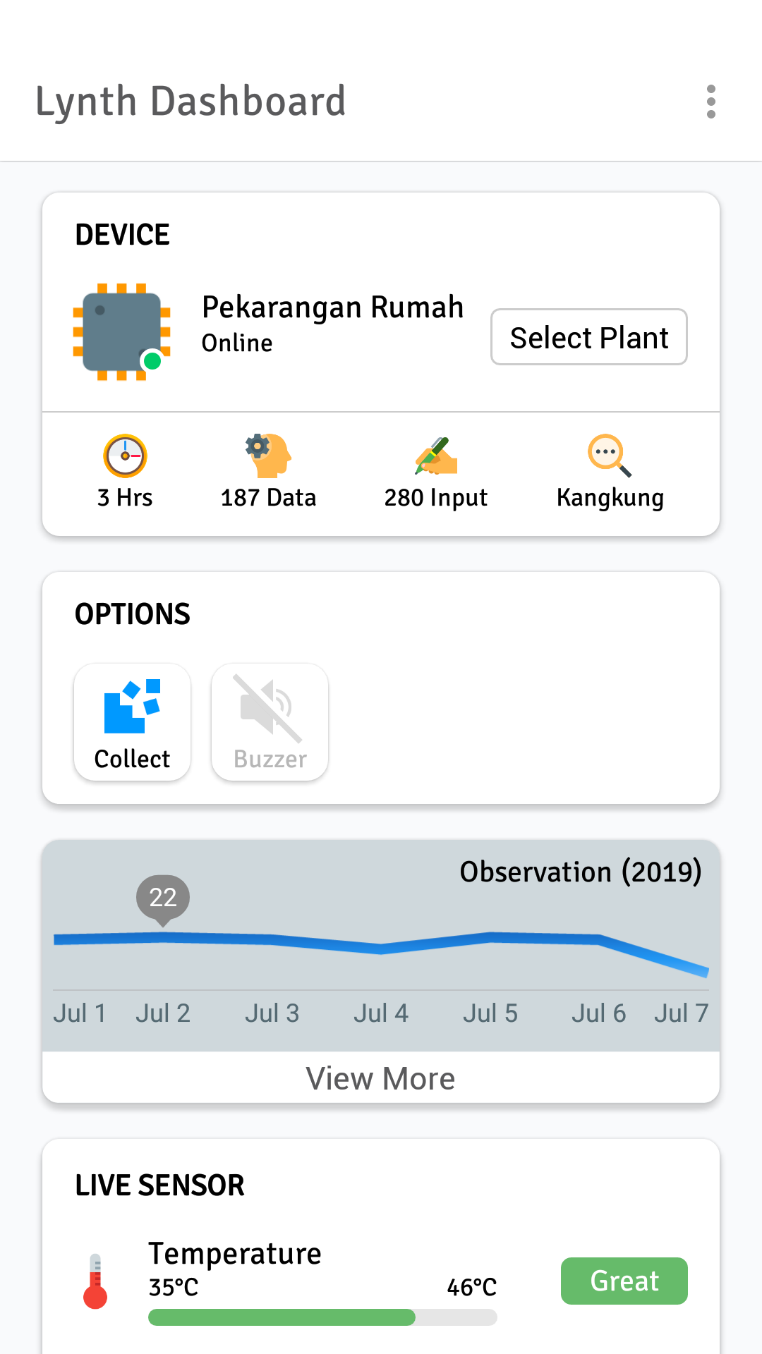 Lynth Dashboard
DEVICE
Pekarangan Rumah
Online
Select Plant
3 Hrs 187 Data 280 Input Kangkung
OPTIONS
Collect Buzzer
Observation (2019)
22
Jul 1 Jul 2 Jul 3 Jul 4 Jul 5 Jul 6 Jul 7
View More
LIVE SENSOR
Temperature
35°C 46°C
Great